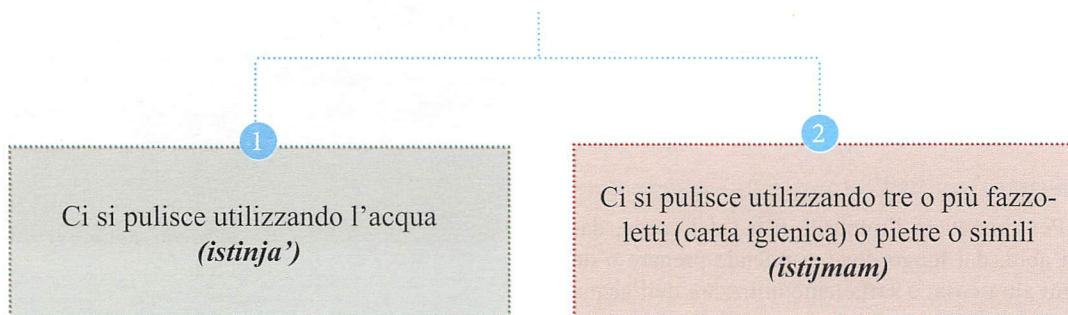 1
Ci si pulisce utilizzando l’acqua
(istinja’)
2
Ci si pulisce utilizzando tre o più fazzo-
letti (carta igienica) o pietre o simili
(istijmam)